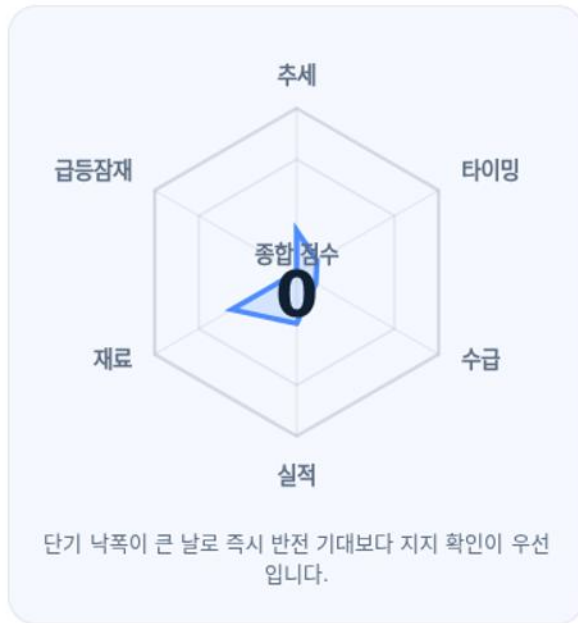 추세
급등잠재
타이밍
종합 점수
0
재료
수급
실적
단기 낙폭이 큰 날로 즉시 반전 기대보다 지지 확인이 우선
입니다.